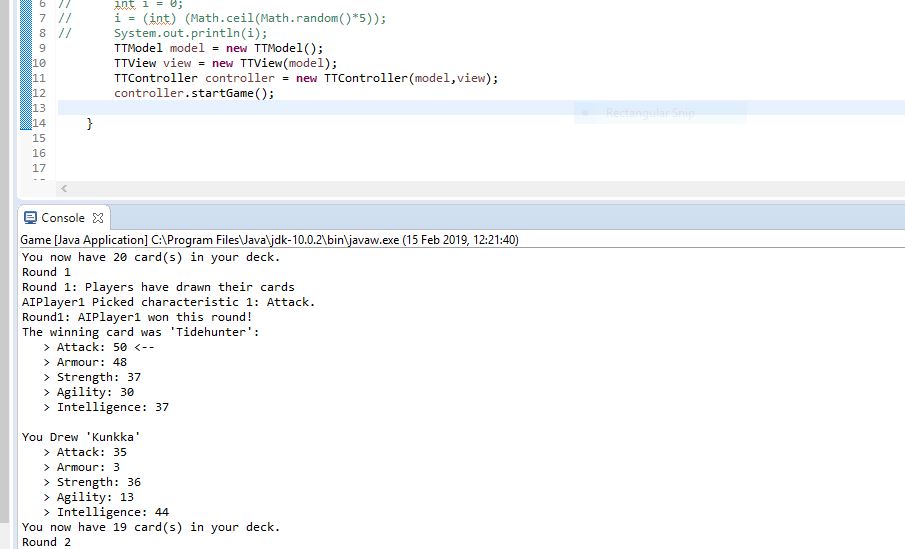 6 // int i = 0;
7 // i = (int) (Math.ceil(Math.random()*5));
8 // System.out.println(i);
9 TTModel model = new TTModel();
10 TTView view = new TTView(model);
11 TTController controller = new TTController(model,view);
12 controller.startGame();
13
Rectangular Snip
14 }
15
16
17
Console
Game [Java Application] C:\Program Files\Java\jdk-10.0.2\bin\javaw.exe (15 Feb 2019, 12:21:40)
You now have 20 card(s) in your deck.
Round 1
Round 1: Players have drawn their cards
AIPlayer1 Picked characteristic 1: Attack.
Round1: AIPlayer1 won this round!
The winning card was 'Tidehunter':
> Attack: 50 <--
> Armour: 48
> Strength: 37
> Agility: 30
> Intelligence: 37
You Drew 'Kunkka'
> Attack: 35
> Armour: 3
> Strength: 36
> Agility: 13
> Intelligence: 44
You now have 19 card(s) in your deck.
Round 2